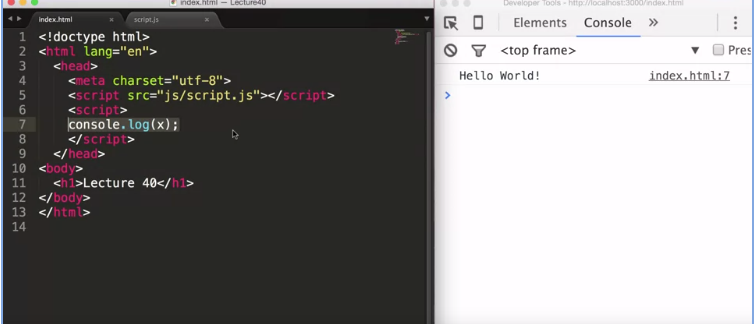 index.html — Lecture40
Developer Tools - http://localhost:3000/index.html
index.html × script.js ×
Elements Console »
<top frame> ▼ Pres
Hello World! index.html:7
>
1 <!doctype html>
2 <html lang="en">
3 <head>
4 <meta charset="utf-8">
5 <script src="js/script.js"></script>
6 <script>
7 console.log(x);
8 </script>
9 </head>
10 <body>
11 <h1>Lecture 40</h1>
12 </body>
13 </html>
14